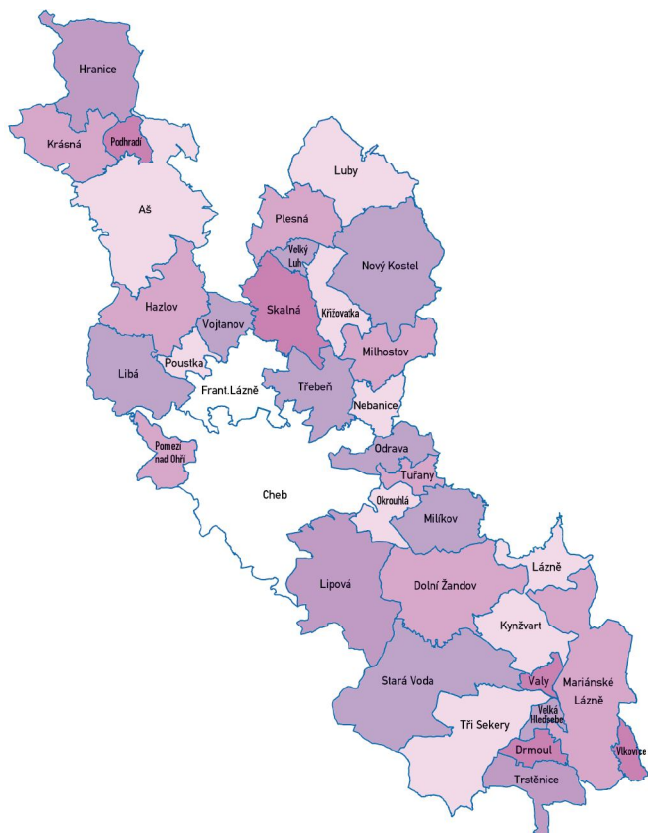 Hranice
Krásná
Podhradí
Aš
Luby
Plesná
Velký
Luh
Nový Kostel
Hazlov
Vojtanov
Skalná
Křižovatka
Milhostov
Poustka
Libá
Frant.Lázně
Třebeň
Nebanice
Pomezí
nad Ohří
Odrava
Tuřany
Cheb
Okrouhlá
Milíkov
Lázně
Lipová
Dolní Žandov
Kynžvart
Stará Voda
Valy
Mariánské
Lázně
Tři Sekery
Velká
Hleďsebe
Drmoul
Vlkovice
Trstěnice